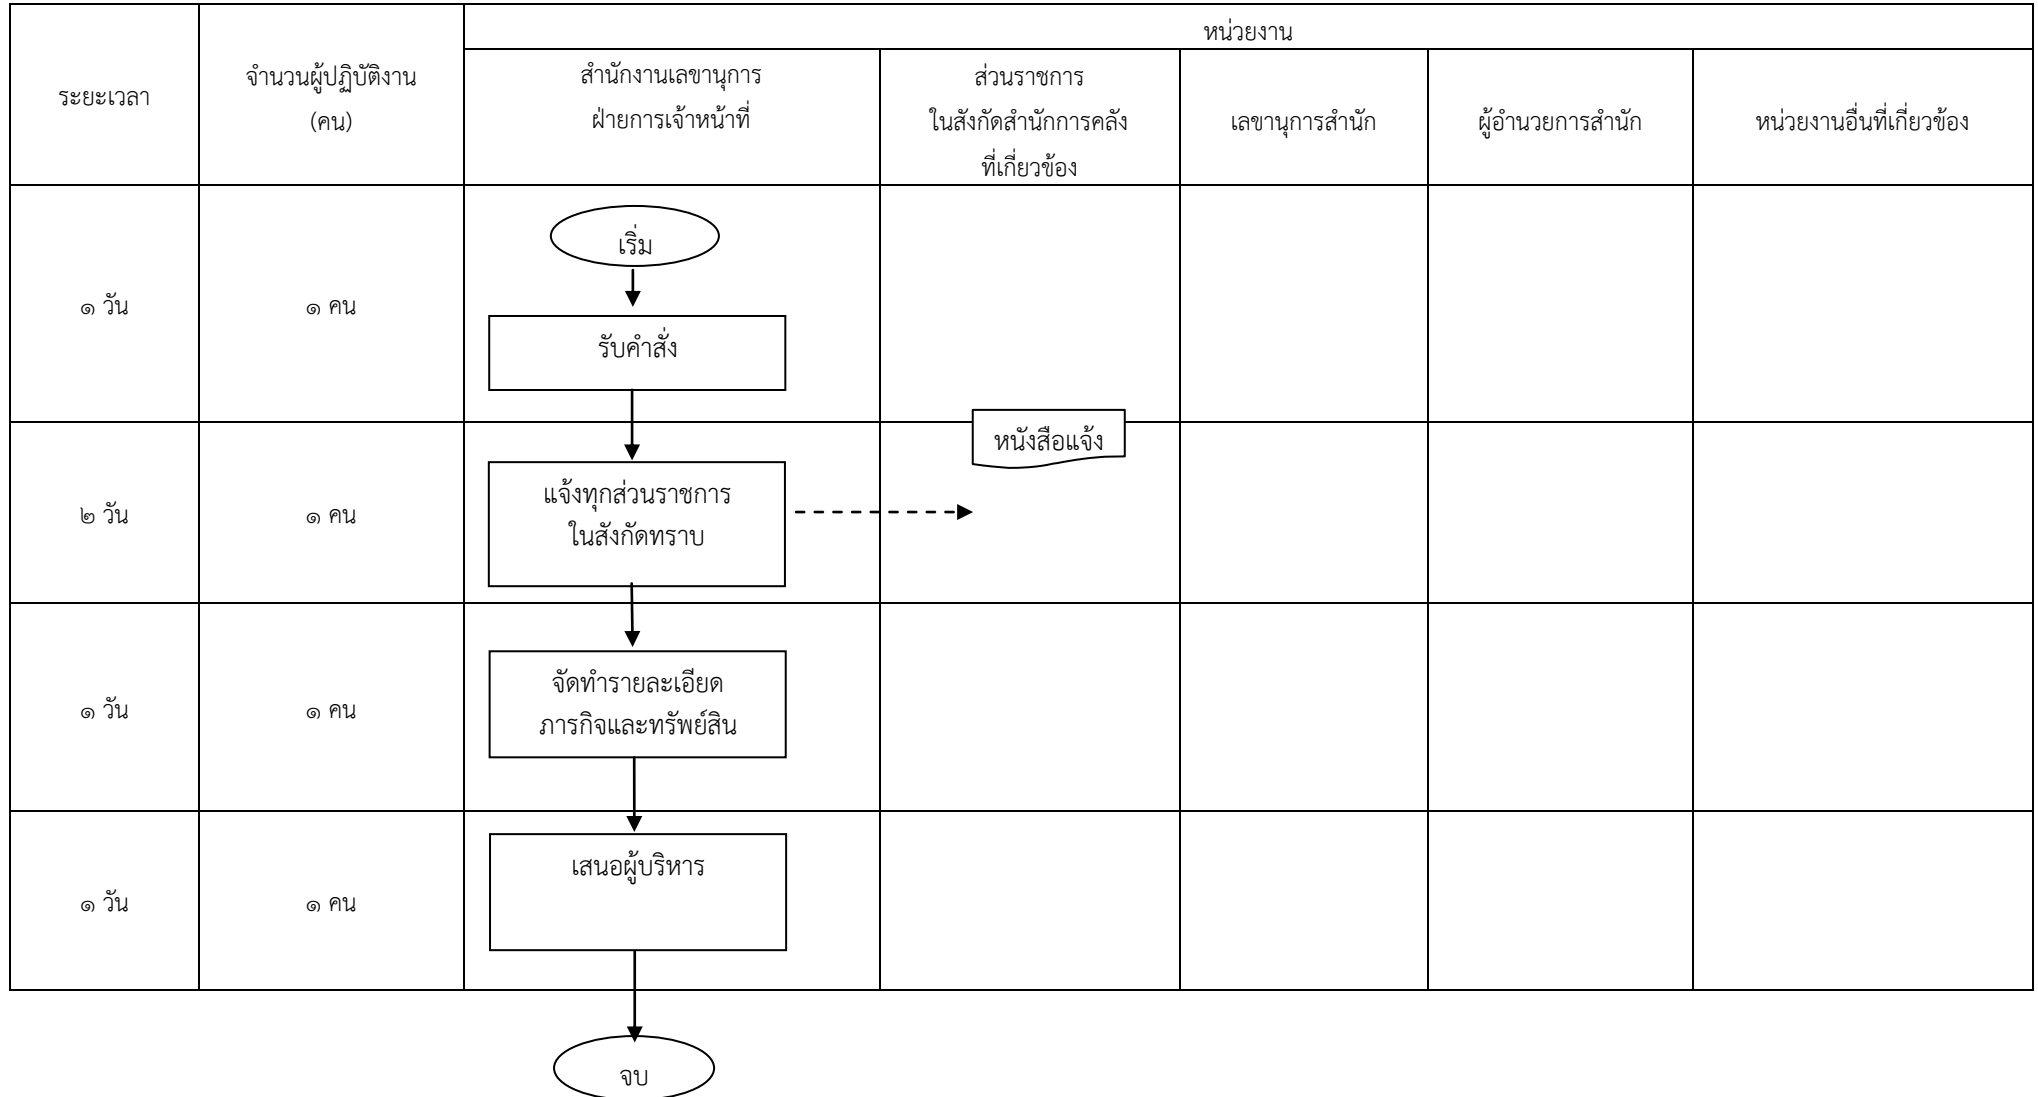 หน่วยงาน
ระยะเวลา
จำนวนผู้ปฏิบัติงาน
(คน)
สำนักงานเลขานุการ
ฝ่ายการเจ้าหน้าที่
ส่วนราชการ
ในสังกัดสำนักการคลัง
ที่เกี่ยวข้อง
เลขานุการสำนัก
ผู้อำนวยการสำนัก
หน่วยงานอื่นที่เกี่ยวข้อง
๑ วัน
๑ คน
เริ่ม
รับคำสั่ง
๒ วัน
๑ คน
แจ้งทุกส่วนราชการ
ในสังกัดทราบ
หนังสือแจ้ง
๑ วัน
๑ คน
จัดทำรายละเอียด
ภารกิจและทรัพย์สิน
๑ วัน
๑ คน
เสนอผู้บริหาร
จบ